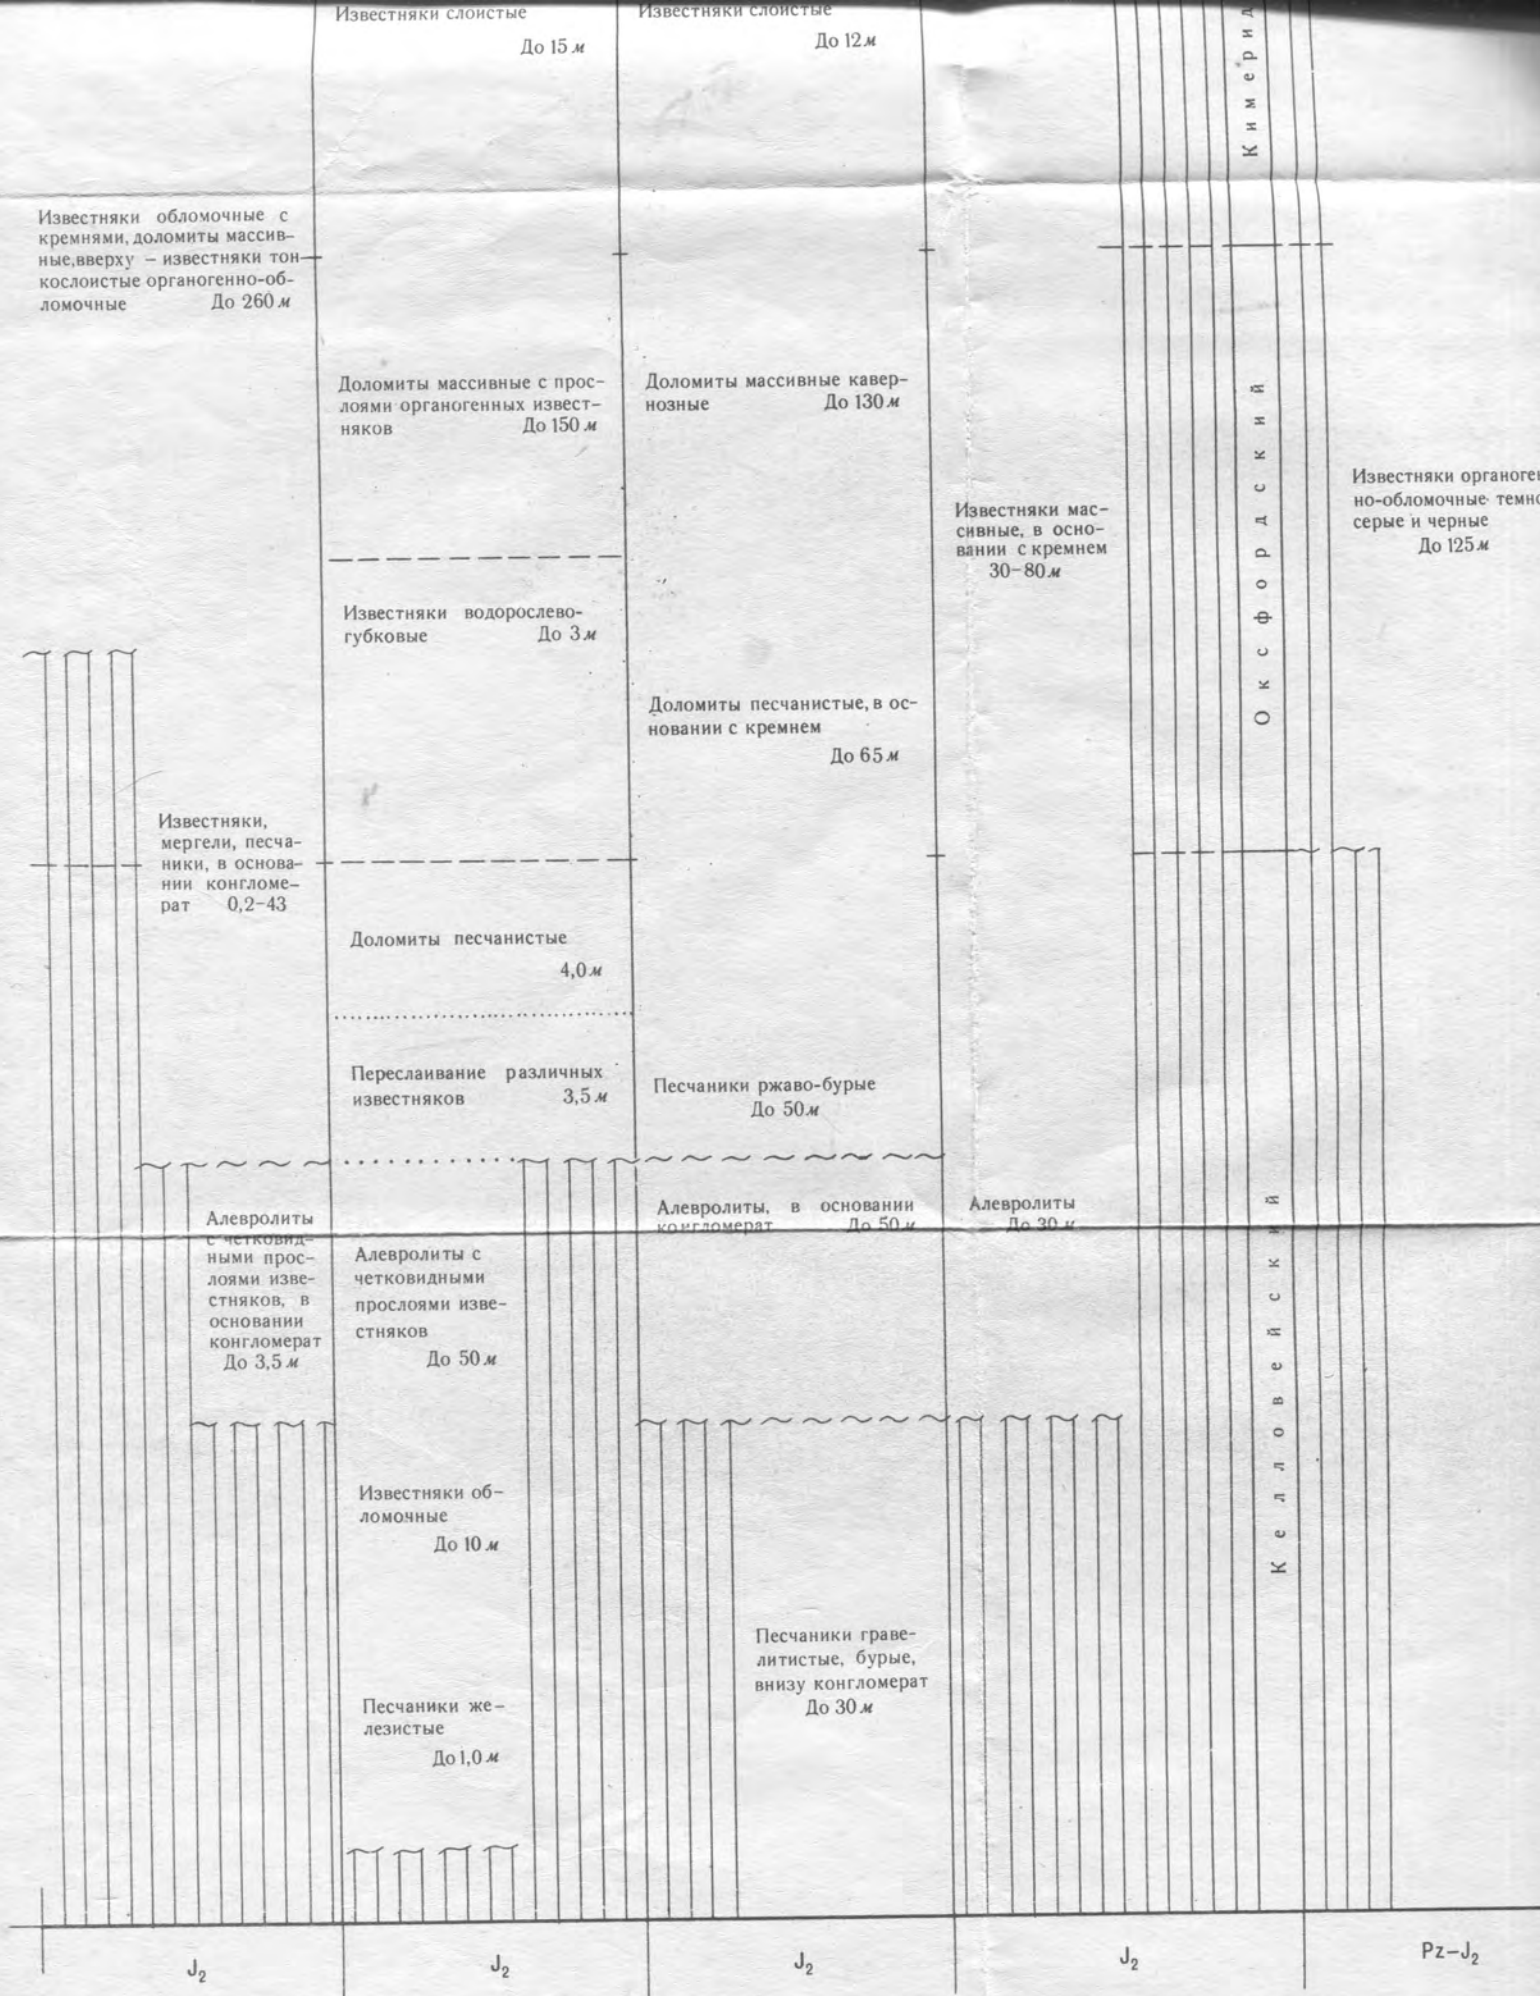 Известняки слоистые
До 15 м
Известняки слоистые
До 12 м
Известняки обломочные с
кремнями, доломиты массив-
ные, вверху – известняки тон-
кослоистые органогенно-об-
ломочные До 260 м
Доломиты массивные с прос-
лоями органогенных извест-
няков До 150 м
Известняки водорослево-
губковые До 3 м
Доломиты массивные кавер-
нозные До 130 м
Доломиты песчанистые, в ос-
новании с кремнем
До 65 м
Известняки мас-
сивные, в осно-
вании с кремнем
30-80 м
Оксфордский
Известняки органоген
но-обломочные темно
серые и черные
До 125 м
Известняки,
мергели, песча-
ники, в основа-
нии конгломе-
рат 0,2-43
Доломиты песчанистые
4,0 м
Переслаивание различных
известняков 3,5 м
Песчаники ржаво-бурые
До 50 м
Алевролиты
с четковид-
ными прос-
лоями изве-
стняков, в
основании
конгломерат
До 3,5 м
Алевролиты с
четковидными
прослоями изве-
стняков
До 50 м
Известняки об-
ломочные
До 10 м
Песчаники же-
лезистые
До 1,0 м
Алевролиты, в основании
конгломерат До 50 м
Песчаники граве-
литистые, бурые,
внизу конгломерат
До 30 м
Алевролиты
До 30 м
Келловейский
J2
J2
J2
J2
Pz–J2